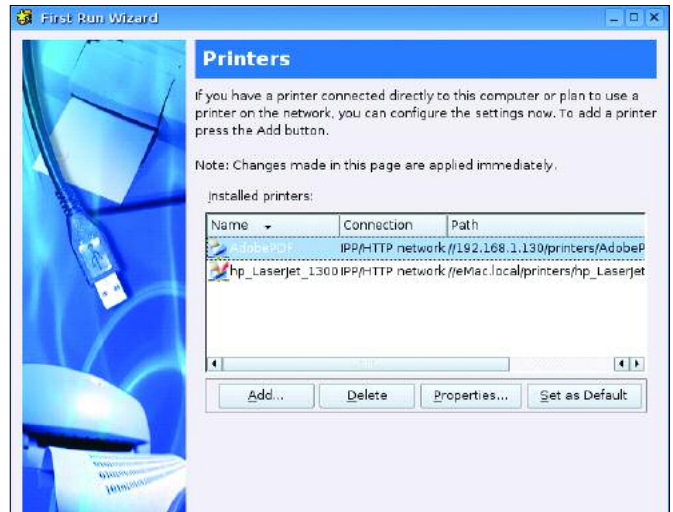 First Run Wizard
Printers
If you have a printer connected directly to this computer or plan to use a
printer on the network, you can configure the settings now. To add a printer
press the Add button.
Note: Changes made in this page are applied immediately.
Installed printers:
Name Connection Path
AdobePDF IPP/HTTP network //192.168.1.130/printers/AdobeP
hp_LaserJet_1300 IPP/HTTP network //eMac.local/printers/hp_LaserJet
Add... Delete Properties... Set as Default